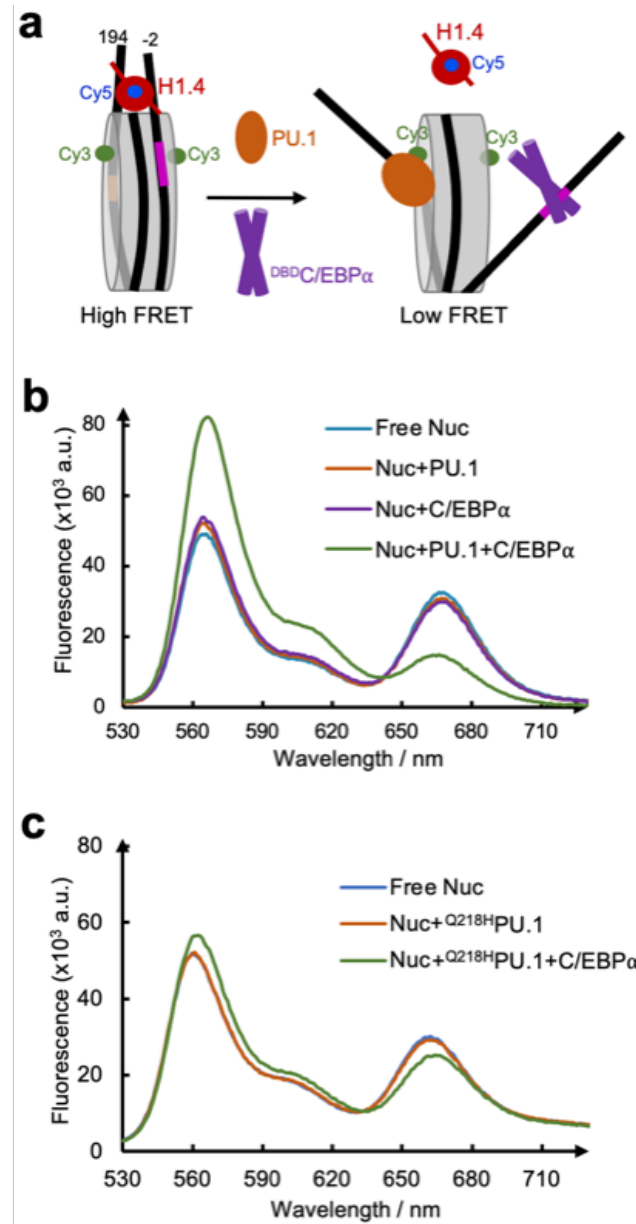 a
194 -2
H1.4
Cy5
H1.4
Cy5
Cy3
Cy3
PU.1
Cy3
Cy3
DBDC/EBPα
High FRET
Low FRET
b
Fluorescence (x10³ a.u.)
80
60
40
20
0
Free Nuc
Nuc+PU.1
Nuc+C/EBPα
Nuc+PU.1+C/EBPα
530 560 590 620 650 680 710
Wavelength / nm
c
Fluorescence (x10³ a.u.)
80
60
40
20
0
Free Nuc
Nuc+Q218HPU.1
Nuc+Q218HPU.1+C/EBPα
530 560 590 620 650 680 710
Wavelength / nm